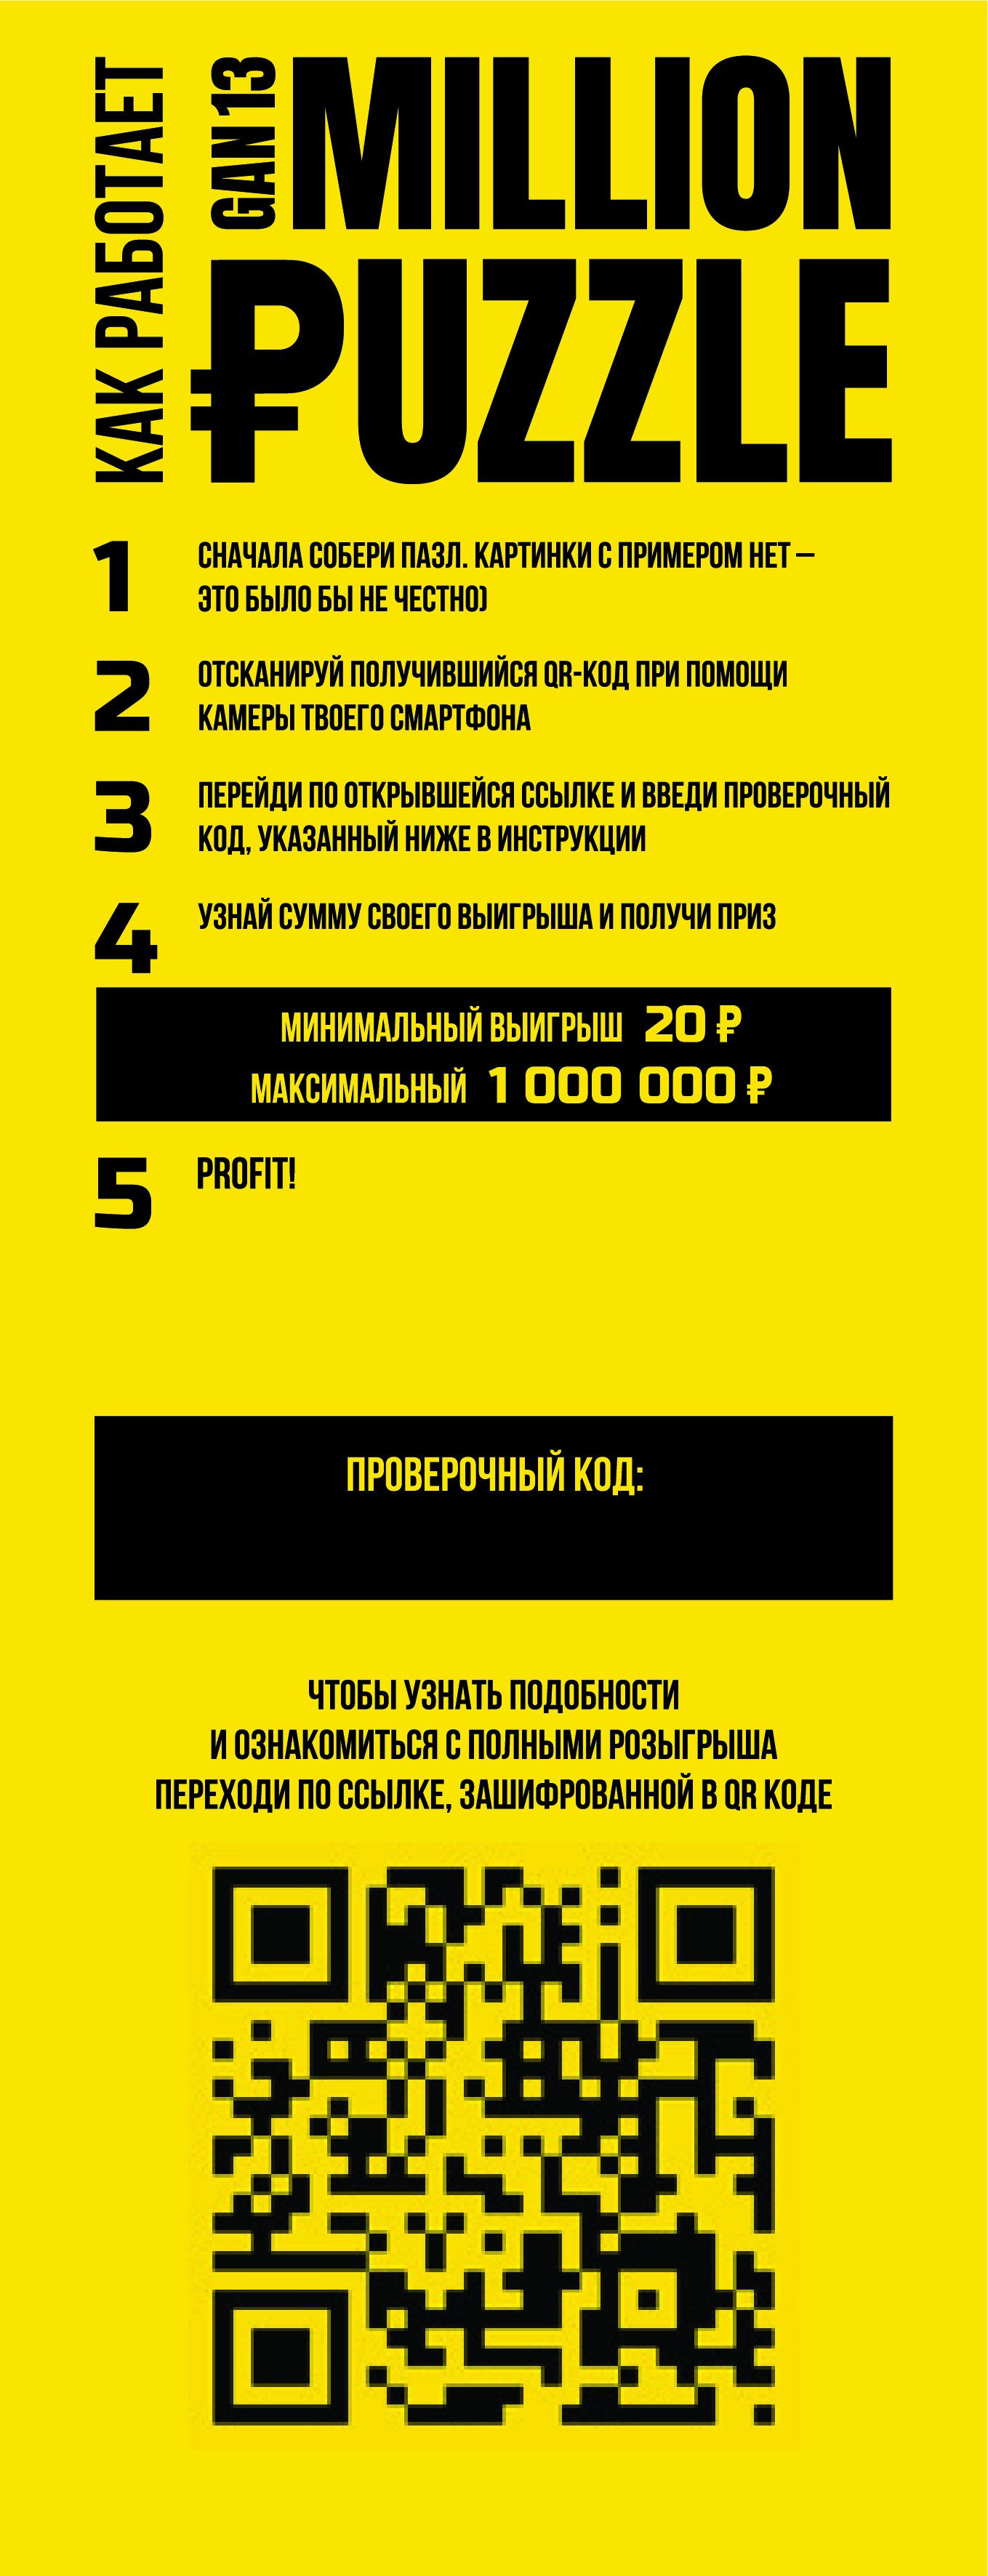 КАК РАБОТАЕТ
GAN 13
MILLION
₽UZZLE
1 СНАЧАЛА СОБЕРИ ПАЗЛ. КАРТИНКИ С ПРИМЕРОМ НЕТ –
ЭТО БЫЛО БЫ НЕ ЧЕСТНО)
2 ОТСКАНИРУЙ ПОЛУЧИВШИЙСЯ QR-КОД ПРИ ПОМОЩИ
КАМЕРЫ ТВОЕГО СМАРТФОНА
3 ПЕРЕЙДИ ПО ОТКРЫВШЕЙСЯ ССЫЛКЕ И ВВЕДИ ПРОВЕРОЧНЫЙ
КОД, УКАЗАННЫЙ НИЖЕ В ИНСТРУКЦИИ
4 УЗНАЙ СУММУ СВОЕГО ВЫИГРЫША И ПОЛУЧИ ПРИЗ
МИНИМАЛЬНЫЙ ВЫИГРЫШ 20 ₽
МАКСИМАЛЬНЫЙ 1 000 000 ₽
5 PROFIT!
ПРОВЕРОЧНЫЙ КОД:
ЧТОБЫ УЗНАТЬ ПОДОБНОСТИ
И ОЗНАКОМИТЬСЯ С ПОЛНЫМИ РОЗЫГРЫША
ПЕРЕХОДИ ПО ССЫЛКЕ, ЗАШИФРОВАННОЙ В QR КОДЕ